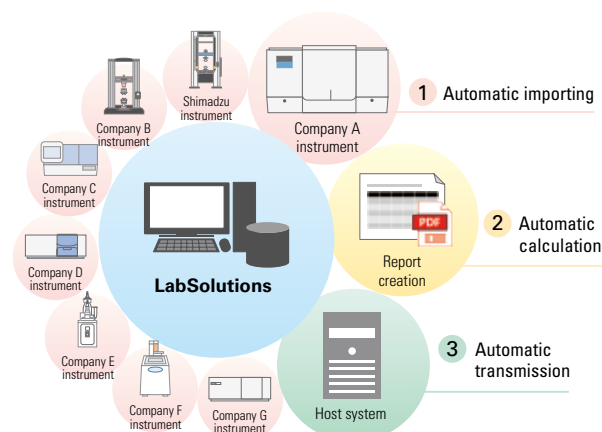 Shimadzu
instrument
Company A
instrument
1 Automatic importing
Company B
instrument
Company C
instrument
Company D
instrument
Company E
instrument
Company F
instrument
Company G
instrument
LabSolutions
PDF
Report
creation
2 Automatic
calculation
Host system
3 Automatic
transmission